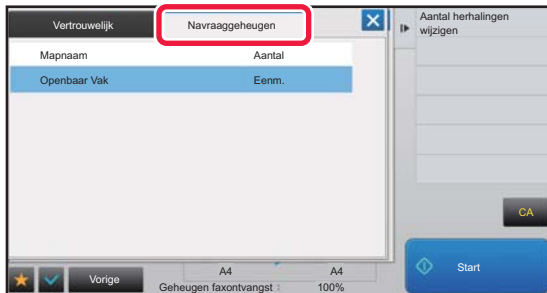 Vertrouwelijk Navraaggeheugen
Mapnaam Aantal
Openbaar Vak Eenm.
Aantal herhalingen
wijzigen
CA
Start
Vorige
A4 A4
Geheugen faxontvangst : 100%